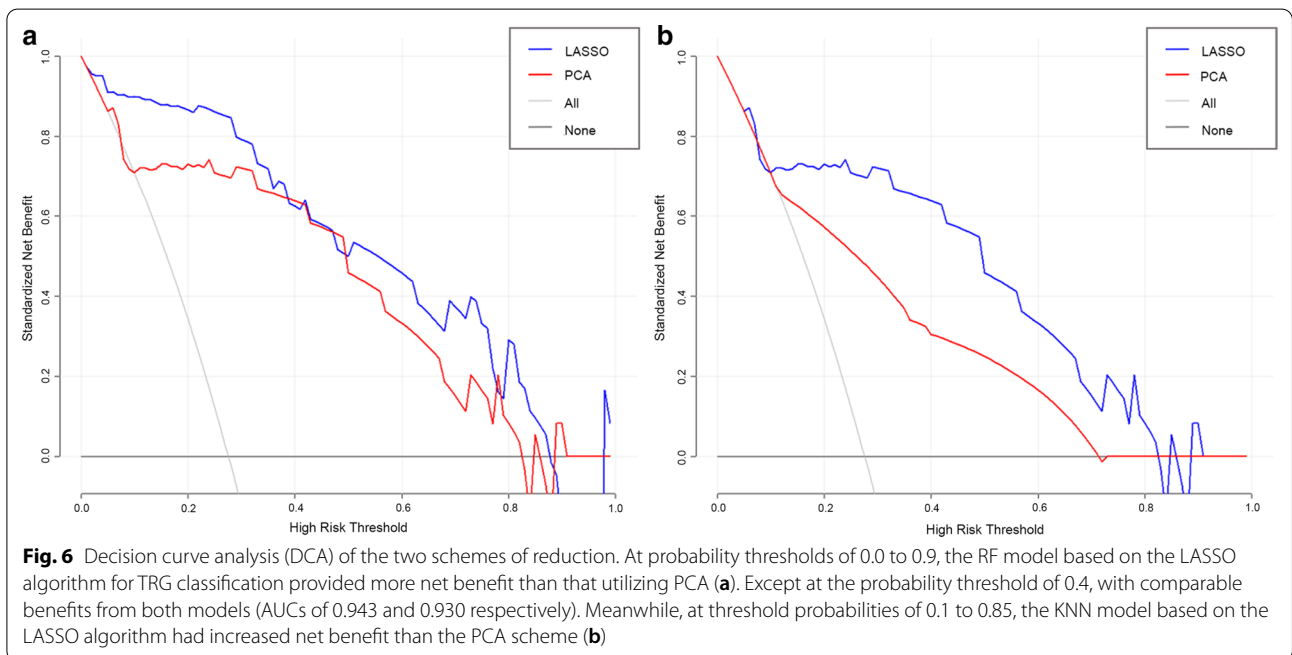 a
LASSO
PCA
All
None
Standardized Net Benefit
1.0
0.8
0.6
0.4
0.2
0.0
0.0 0.2 0.4 0.6 0.8 1.0
High Risk Threshold
b
LASSO
PCA
All
None
Standardized Net Benefit
1.0
0.8
0.6
0.4
0.2
0.0
0.0 0.2 0.4 0.6 0.8 1.0
High Risk Threshold
Fig. 6 Decision curve analysis (DCA) of the two schemes of reduction. At probability thresholds of 0.0 to 0.9, the RF model based on the LASSO
algorithm for TRG classification provided more net benefit than that utilizing PCA (a). Except at the probability threshold of 0.4, with comparable
benefits from both models (AUCs of 0.943 and 0.930 respectively). Meanwhile, at threshold probabilities of 0.1 to 0.85, the KNN model based on the
LASSO algorithm had increased net benefit than the PCA scheme (b)